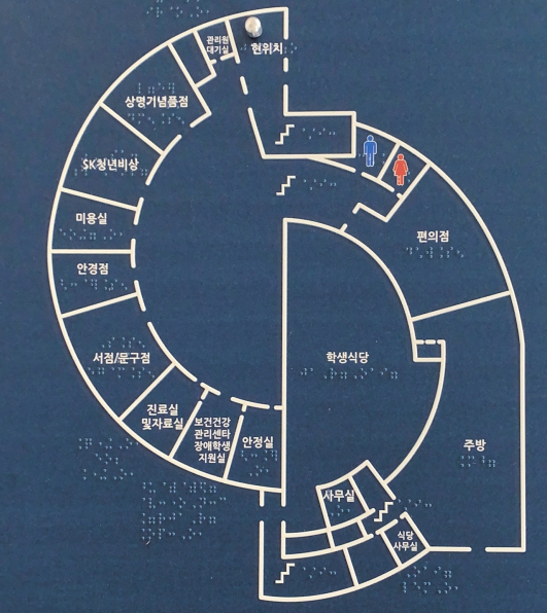 관리원
대기실
현위치
상명기념품점
SK청년비상
미용실
안경점
서점/문구점
진료실
및자료실
보건건강
관리센타
장애학생
지원실
안정실
편의점
학생식당
주방
사무실
식당
사무실